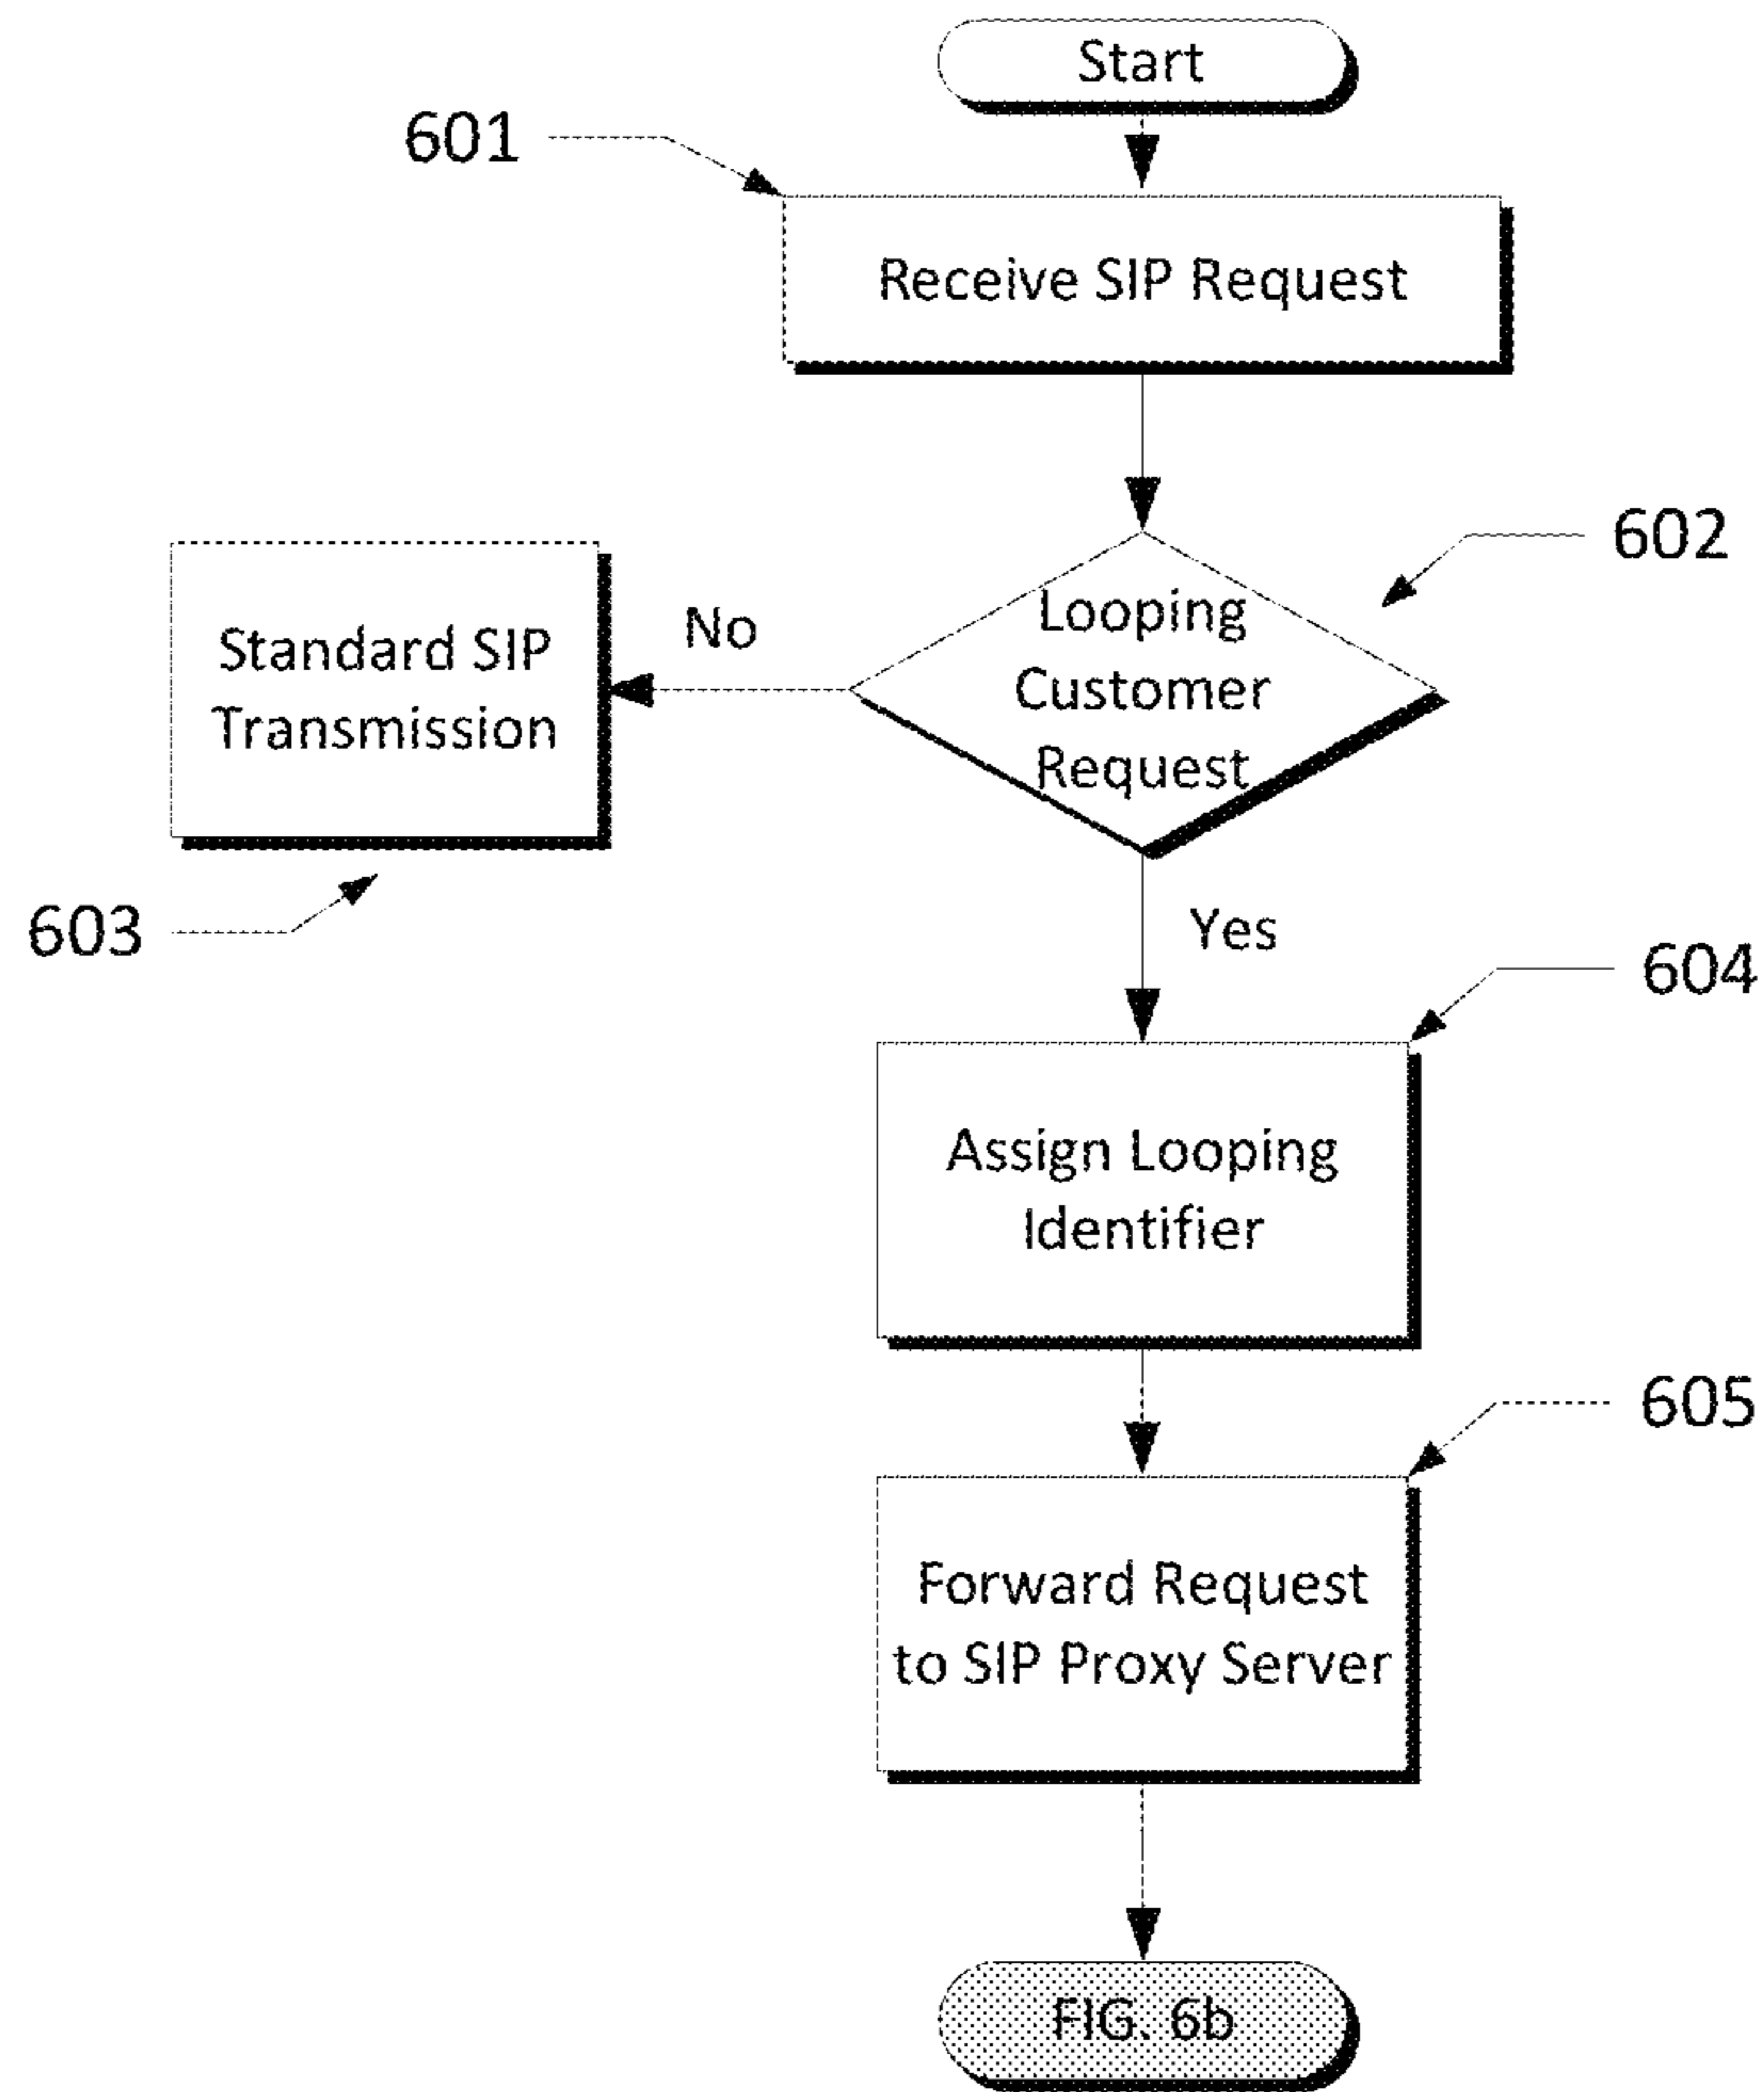 Start
601
Receive SIP Request
602
Looping
Customer
Request
No
Standard SIP
Transmission
603
Yes
604
Assign Looping
Identifier
605
Forward Request
to SIP Proxy Server
FIG. 6b